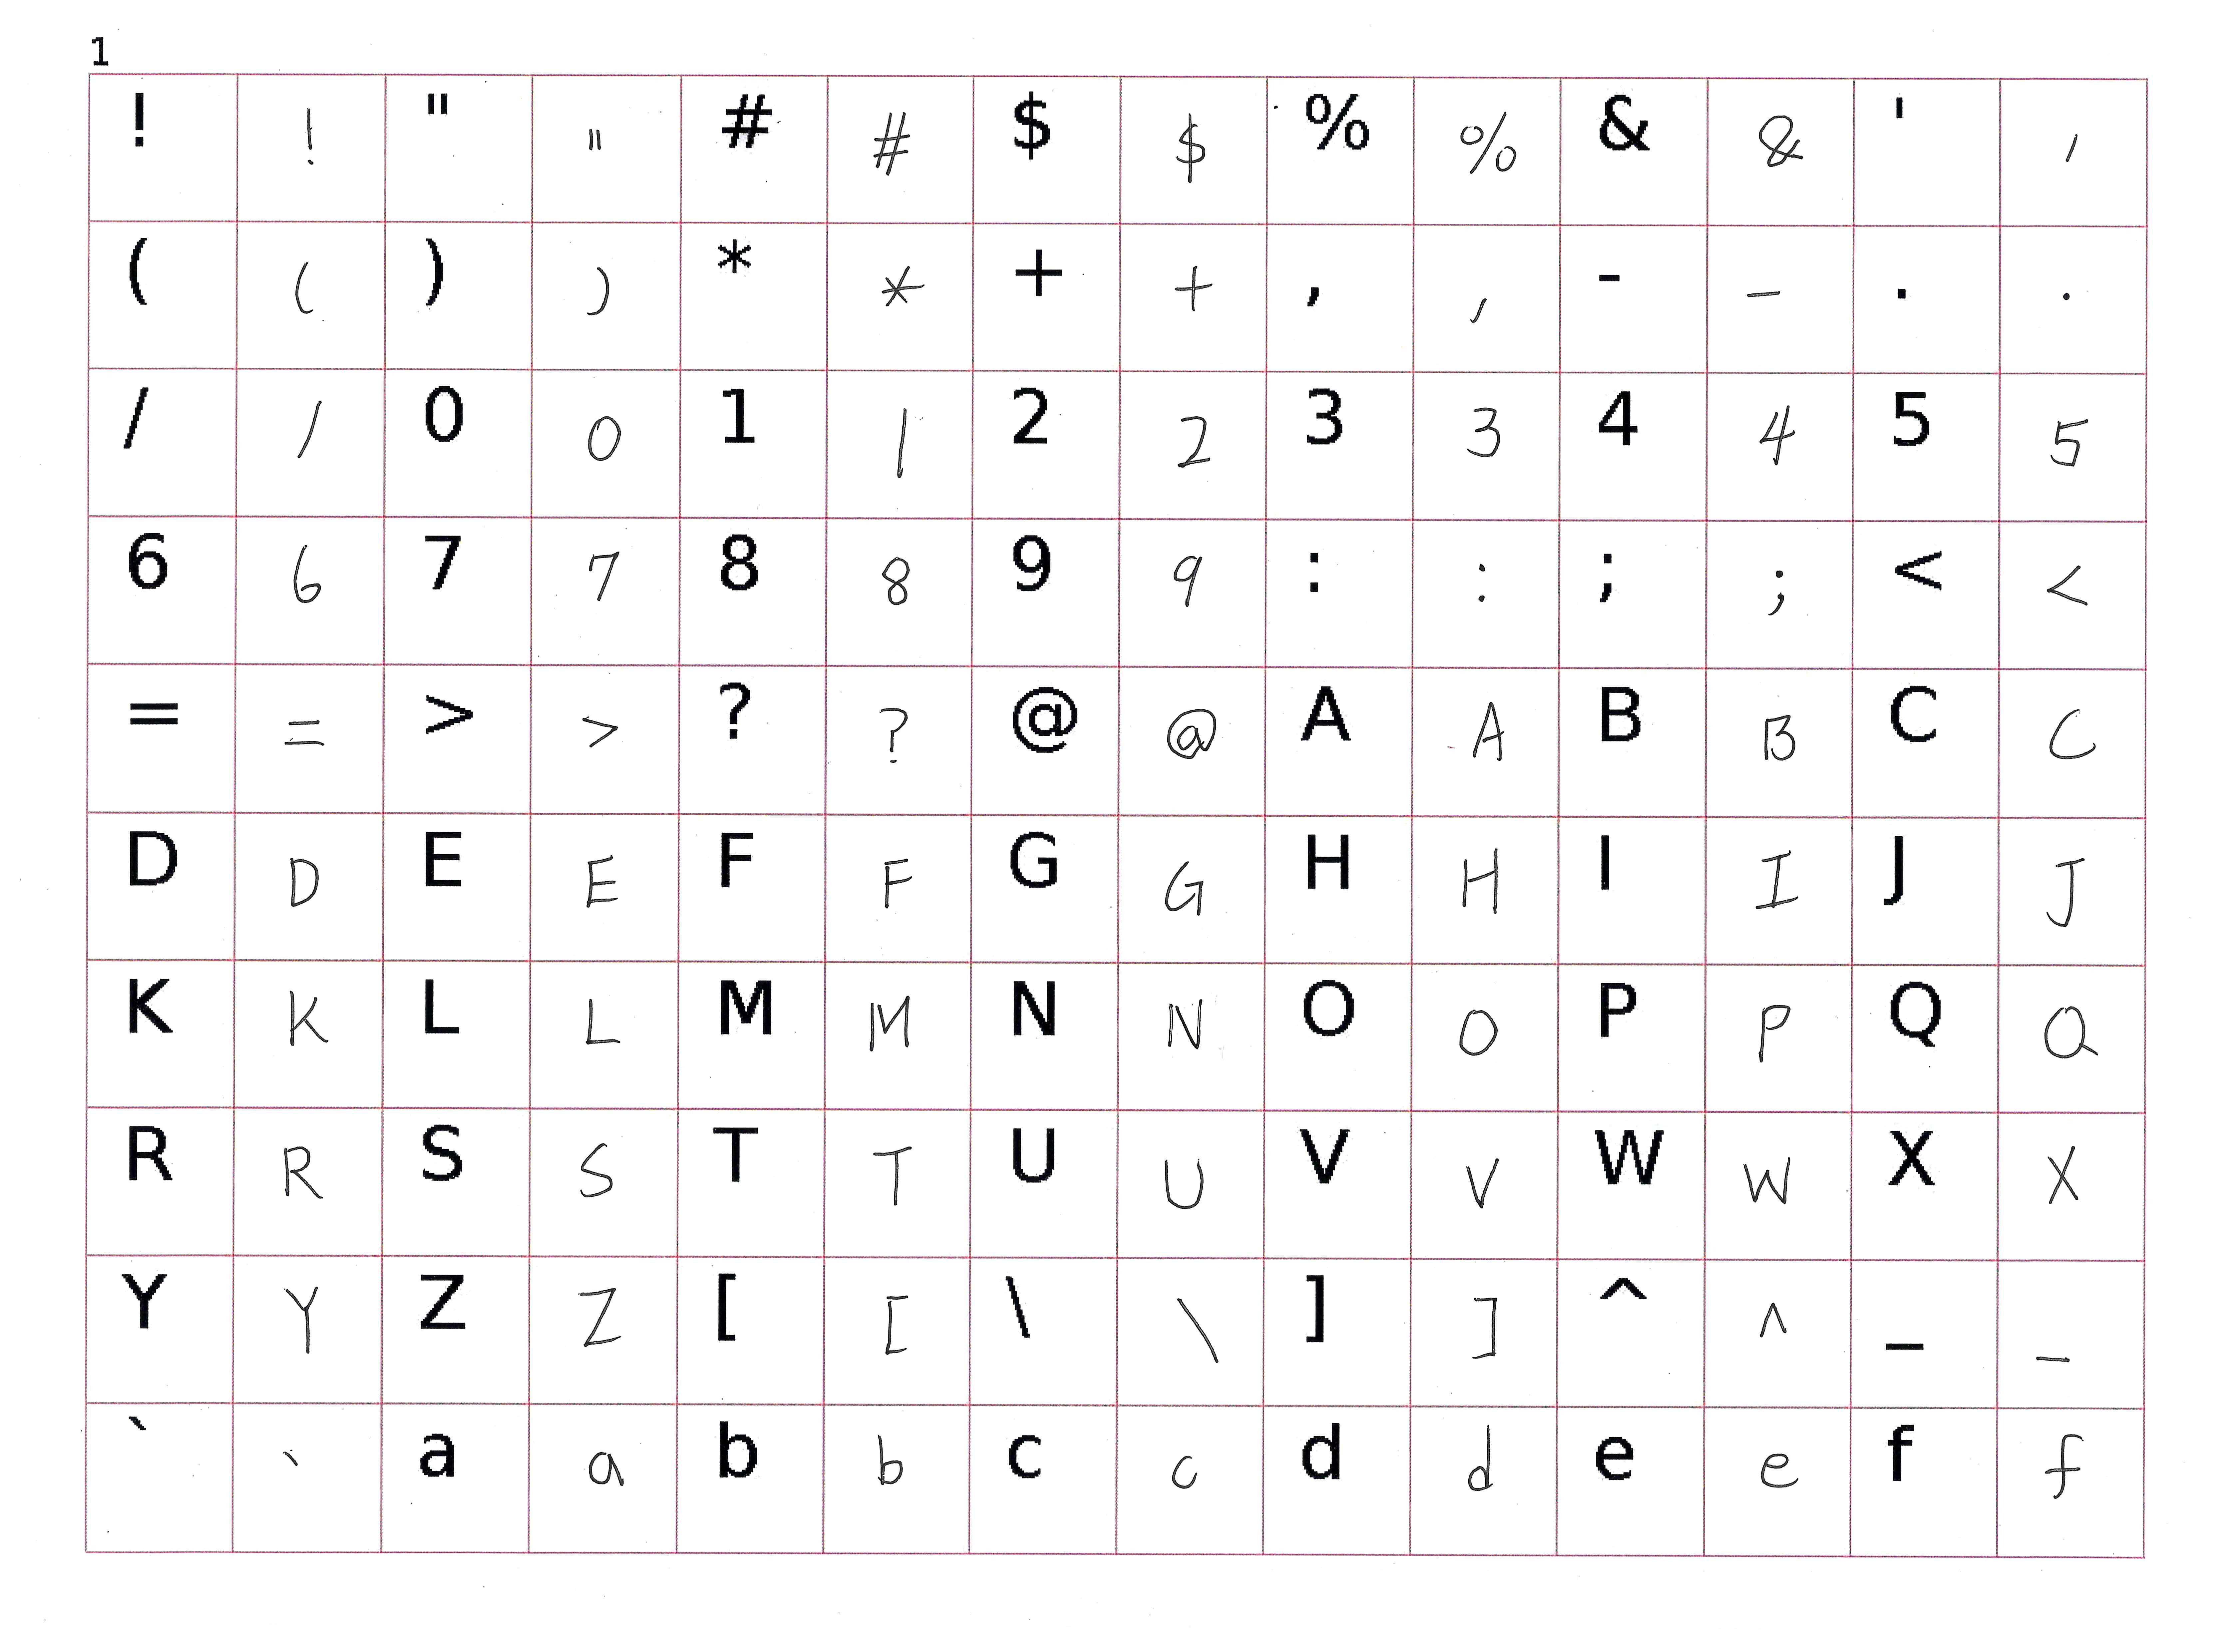 1
! ! " " # # $ $ % % & & ' '
( ( ) ) * * + + , , - - . .
/ / 0 0 1 1 2 2 3 3 4 4 5 5
6 6 7 7 8 8 9 9 : : ; ; < <
= = > > ? ? @ @ A A B B C C
D D E E F F G G H H I I J J
K K L L M M N N O O P P Q Q
R R S S T T U U V V W W X X
Y Y Z Z [ [ \ \ ] ] ^ ^ _ _
` ` a a b b c c d d e e f f